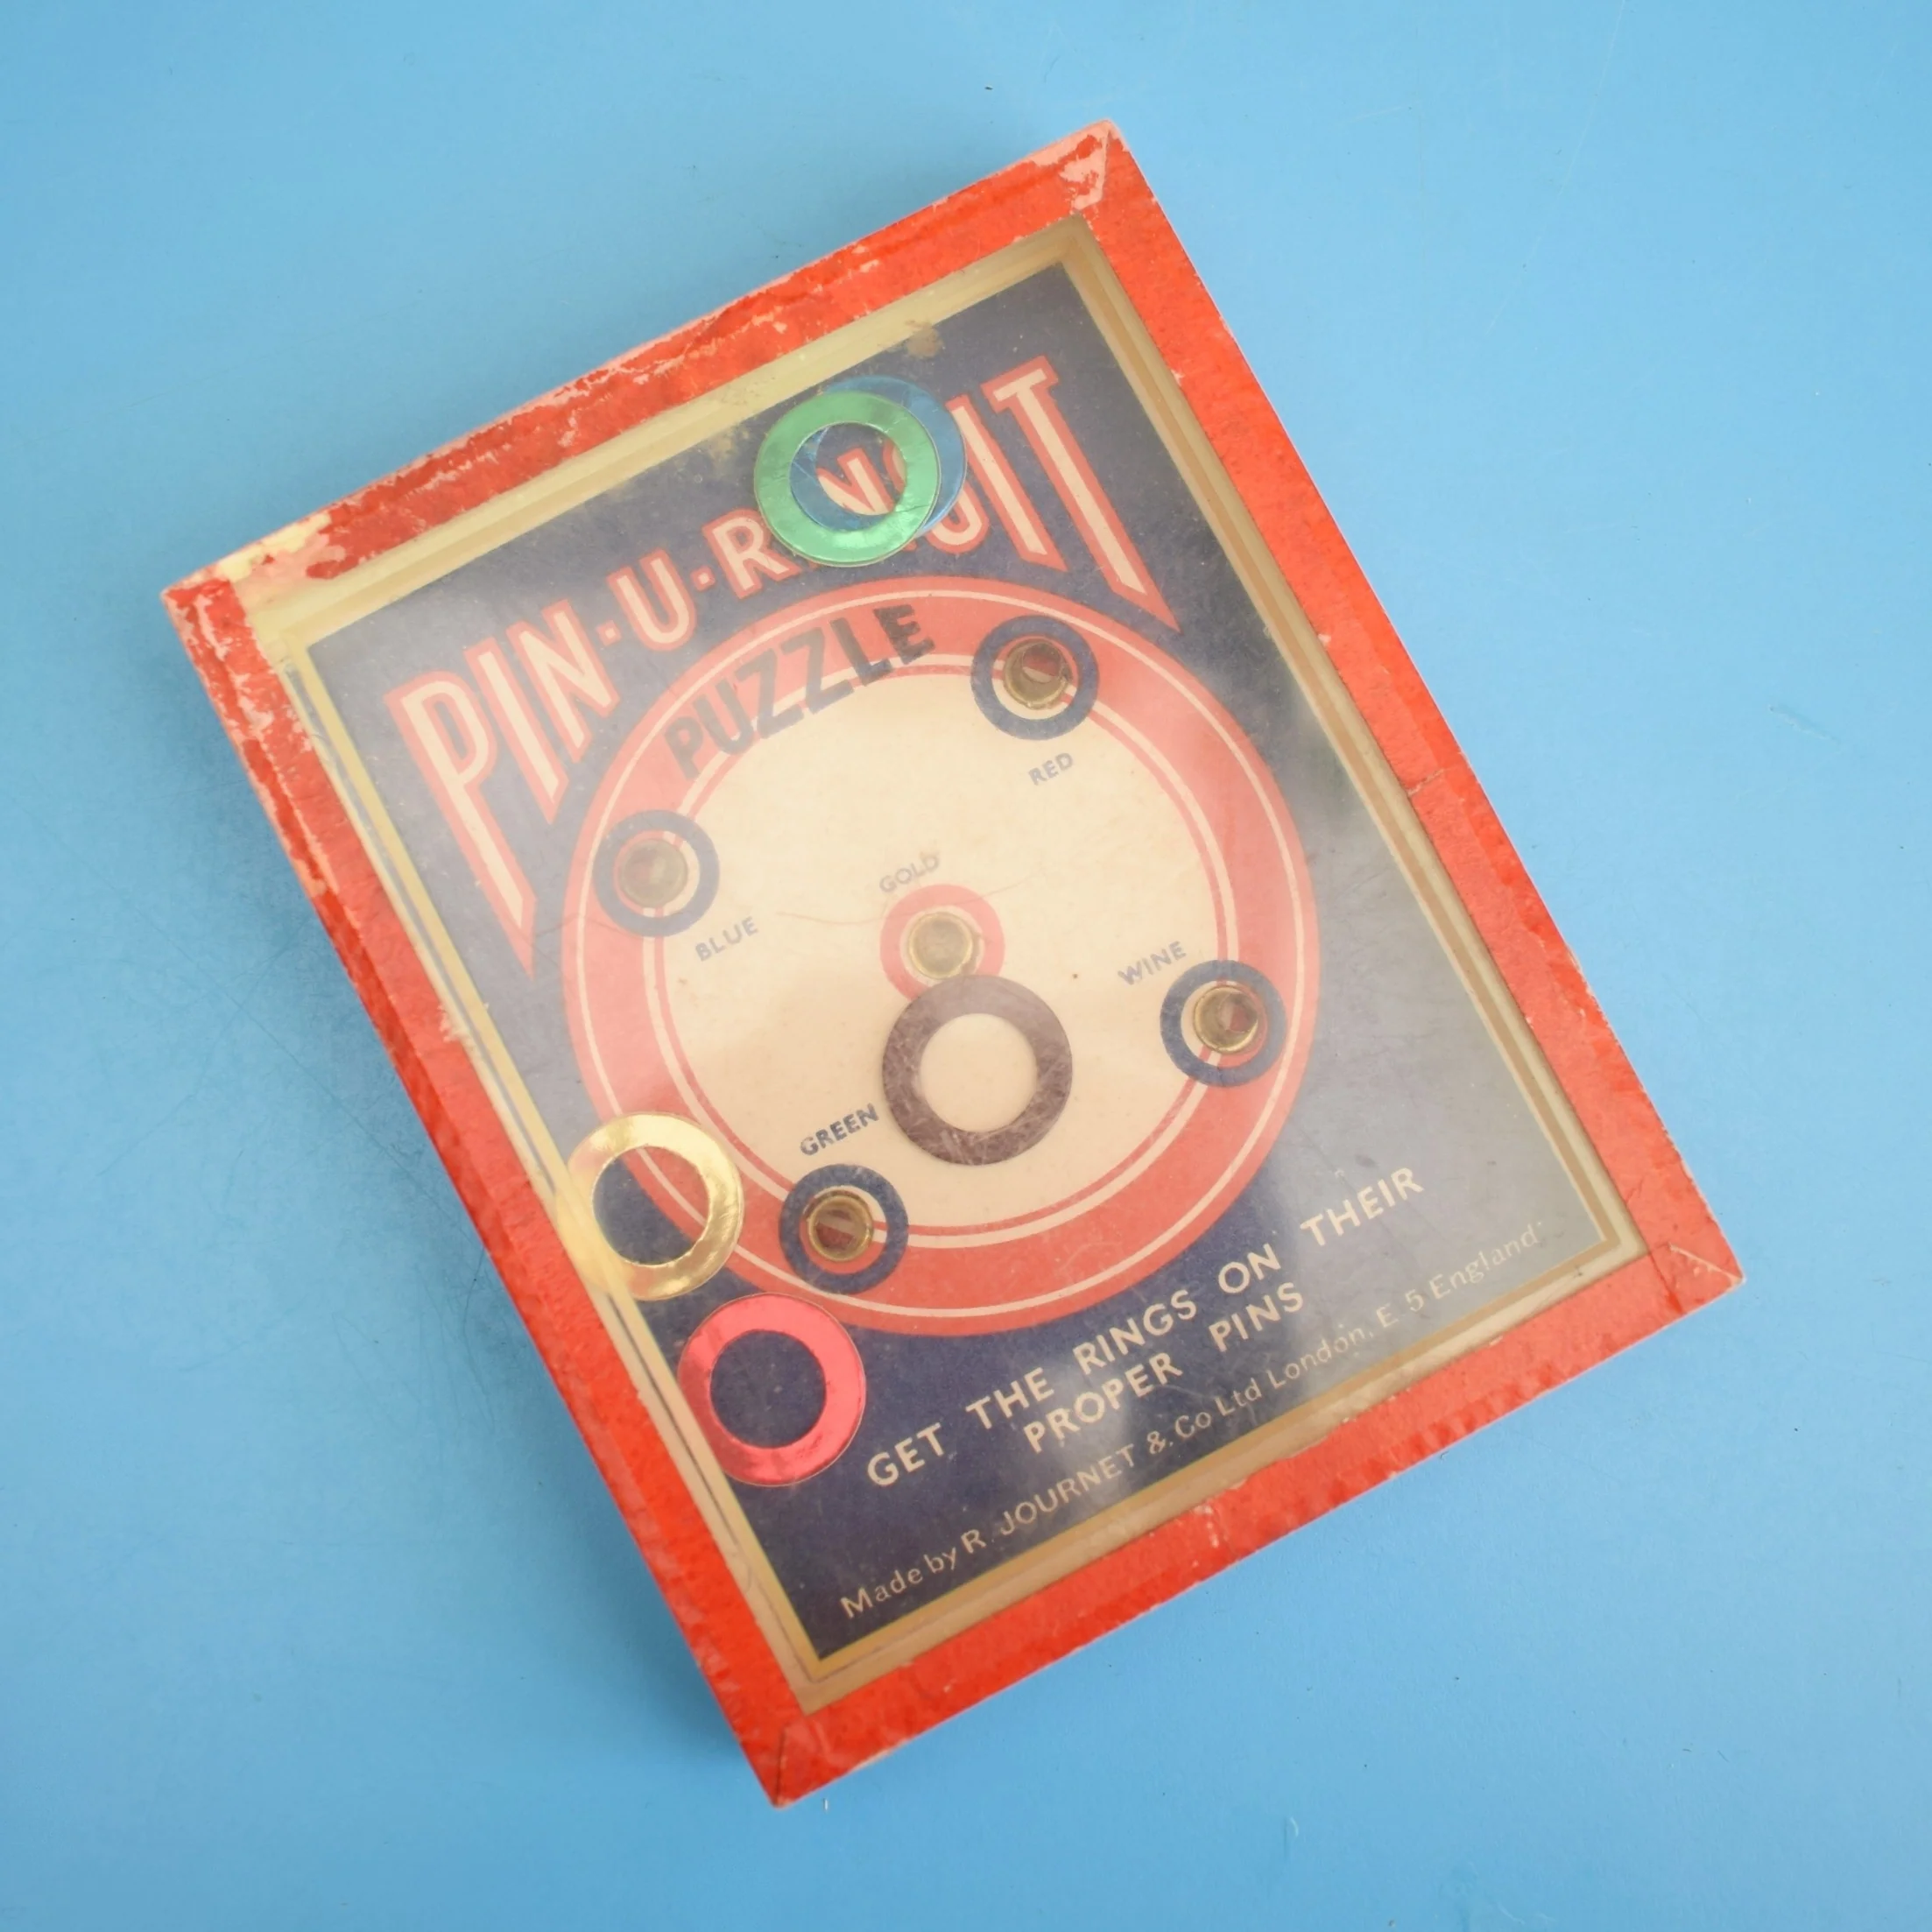 PIN·U·RINGIT
PUZZLE
RED
BLUE
GOLD
WINE
GREEN
GET THE RINGS ON THEIR
PROPER PINS
Made by R. JOURNET & Co Ltd London. E 5 England